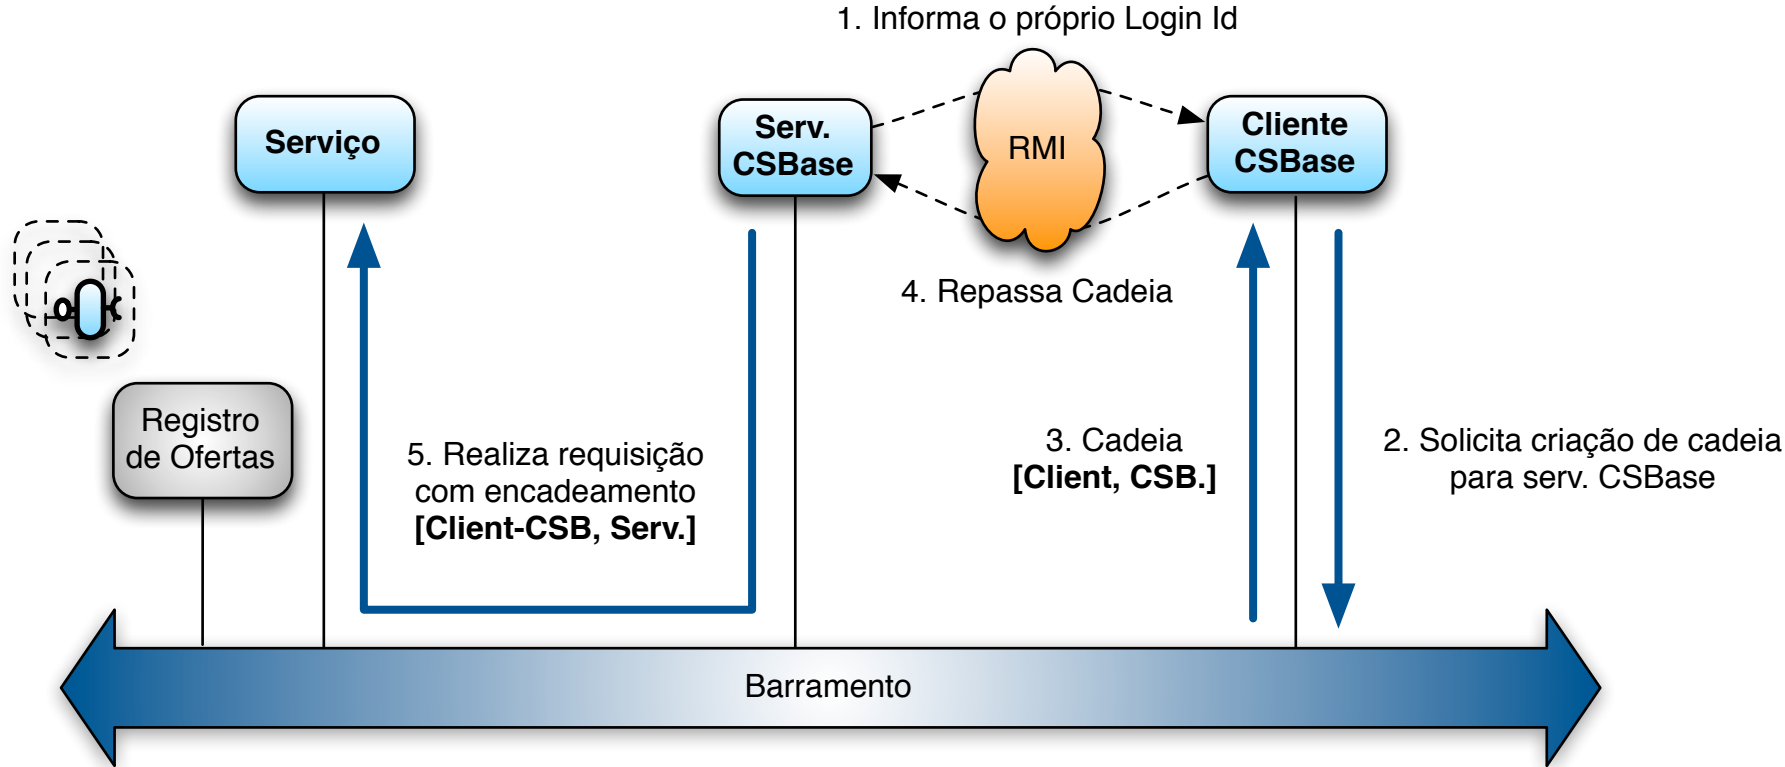 1. Informa o próprio Login Id
Serviço
Serv.
CSBase
RMI
Cliente
CSBase
4. Repassa Cadeia
Registro
de Ofertas
5. Realiza requisição
com encadeamento
[Client-CSB, Serv.]
3. Cadeia
[Client, CSB.]
2. Solicita criação de cadeia
para serv. CSBase
Barramento